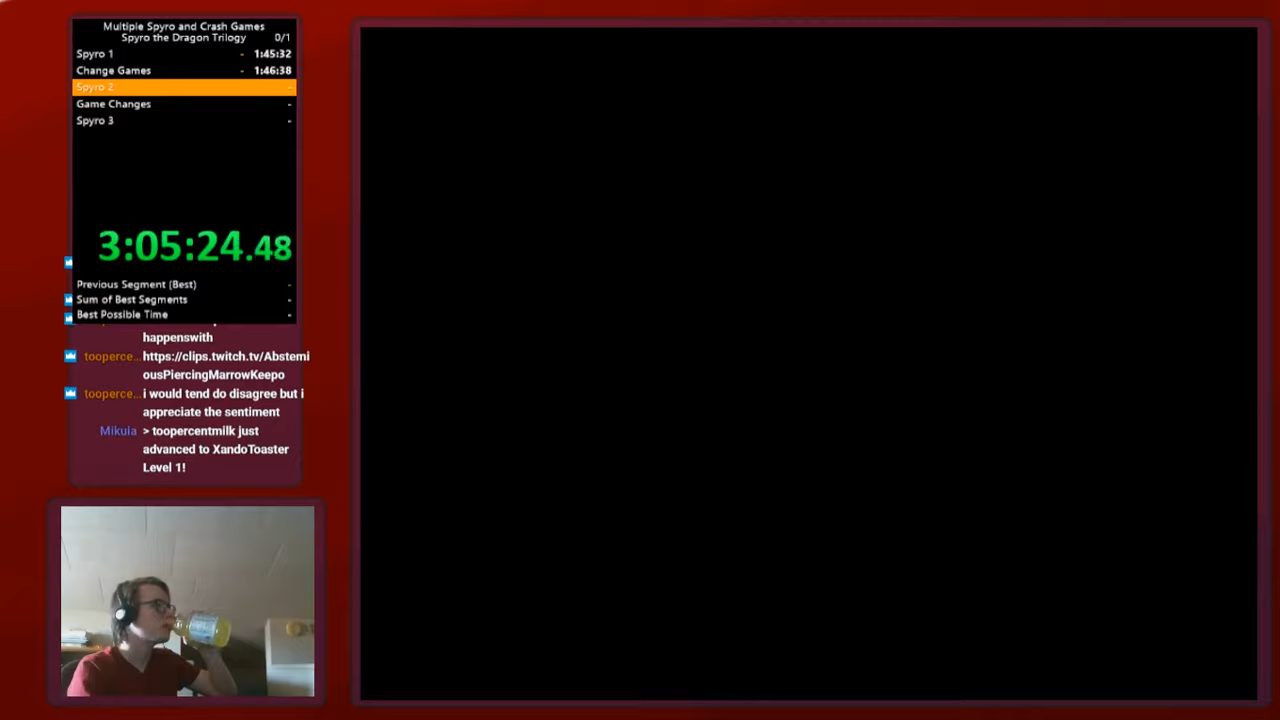 Multiple Spyro and Crash Games
Spyro the Dragon Trilogy 0/1
Spyro 1 - 1:45:32
Change Games - 1:46:38
Spyro 2 -
Game Changes -
Spyro 3 -
3:05:24.48
Previous Segment (Best) -
Sum of Best Segments -
Best Possible Time -
happenswith
tooperce... https://clips.twitch.tv/Abstemi
ousPiercingMarrowKeepo
tooperce... i would tend do disagree but i
appreciate the sentiment
Mikuia > toopercentmilk just
advanced to XandoToaster
Level 1!